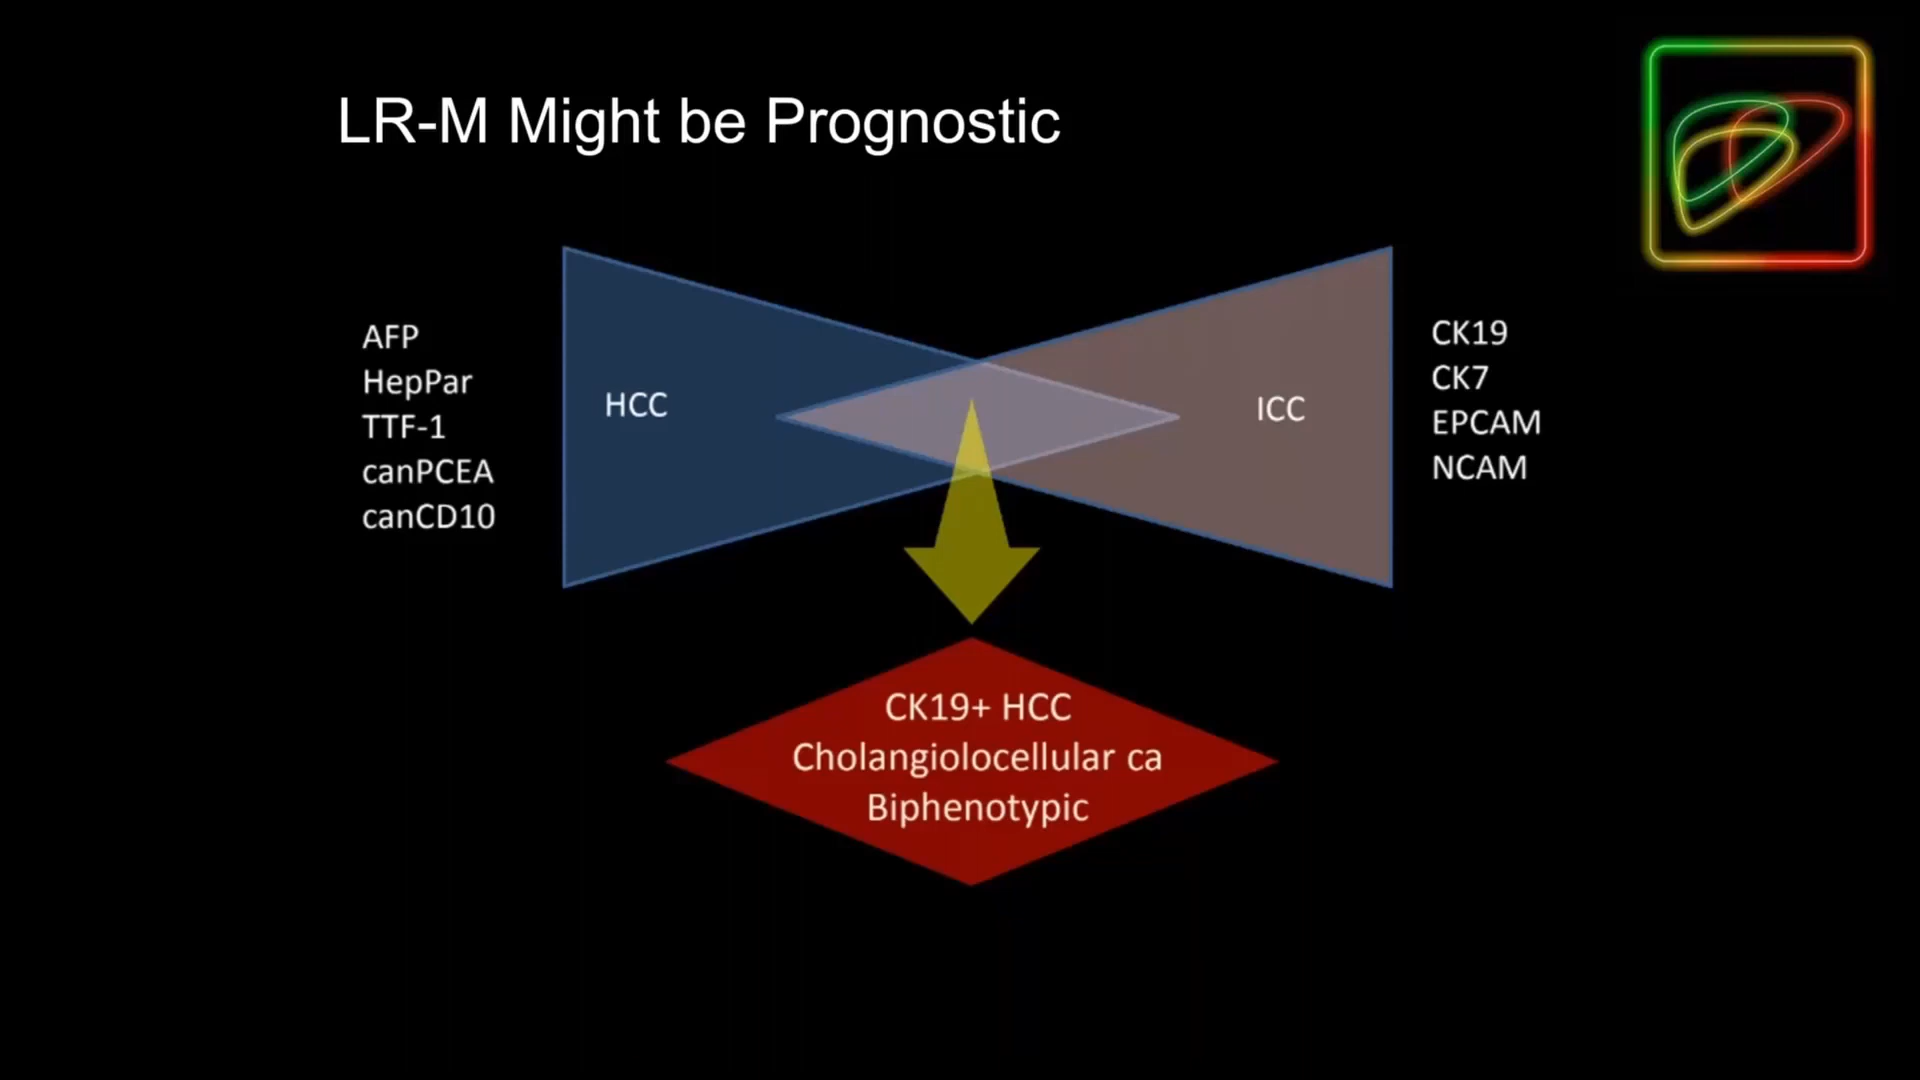 LR-M Might be Prognostic
AFP
HepPar
TTF-1
canPCEA
canCD10
HCC
ICC
CK19
CK7
EPCAM
NCAM
CK19+ HCC
Cholangiolocellular ca
Biphenotypic